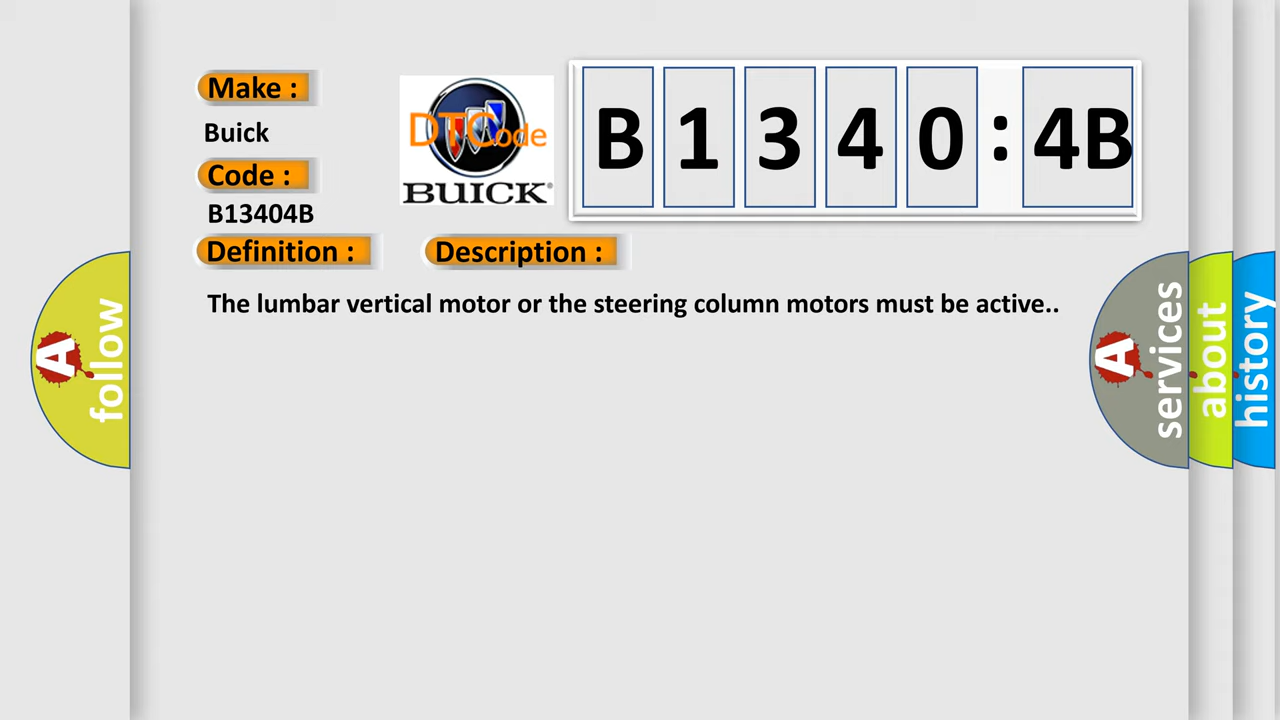 Make :
Buick
Code :
B13404B
Definition :
Description :
The lumbar vertical motor or the steering column motors must be active..
DTCode
BUICK®
B 1 3 4 0 : 4B
A follow
A services
about
history